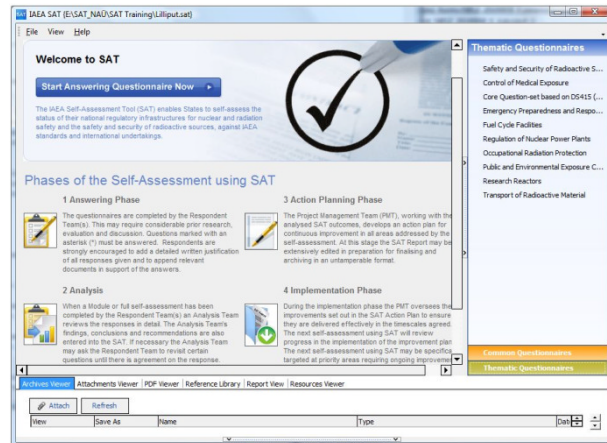 IAEA SAT (E:\SAT_NAÜ\SAT Training\Lilliput.sat)
File View Help
Welcome to SAT
Start Answering Questionnaire Now
The IAEA Self-Assessment Tool (SAT) enables States to self-assess the
status of their national regulatory infrastructures for nuclear and radiation
safety and the safety and security of radioactive sources, against IAEA
standards and international undertakings.
Phases of the Self-Assessment using SAT
1 Answering Phase
The questionnaires are completed by the Respondent
Team(s). This may require considerable prior research,
evaluation and discussion. Questions marked with an
asterisk (*) must be answered. Respondents are
strongly encouraged to add a detailed written justification
of all responses given and to append relevant
documents in support of the answers.
2 Analysis
When a Module or full self-assessment has been
completed by the Respondent Team(s) an Analysis Team
reviews the responses in detail. The Analysis Team's
findings, conclusions and recommendations are also
entered into the SAT. If necessary the Analysis Team
may ask the Respondent Team to revisit certain
questions until there is agreement on the response.
3 Action Planning Phase
The Project Management Team (PMT), working with the
analysed SAT outcomes, develops an action plan for
continuous improvement in all areas addressed by the
self-assessment. At this stage the SAT Report may be
extensively edited in preparation for finalising and
archiving in an untamperable format.
4 Implementation Phase
During the implementation phase the PMT oversees the
improvements set out in the SAT Action Plan to ensure
they are delivered effectively in the timescales agreed.
The next self-assessment using SAT will review
progress in the implementation of the improvement plan
The next self-assessment using SAT may be specifica
targeted at priority areas requiring ongoing improvemen
Thematic Questionnaires
Safety and Security of Radioactive S...
Control of Medical Exposure
Core Question-set based on DS415 (...
Emergency Preparedness and Respo...
Fuel Cycle Facilities
Regulation of Nuclear Power Plants
Occupational Radiation Protection
Public and Environmental Exposure C...
Research Reactors
Transport of Radioactive Material
Common Questionnaires
Thematic Questionnaires
Archives Viewer Attachments Viewer PDF Viewer Reference Library Report View Resources Viewer
Attach Refresh
View Save As Name Type Dat